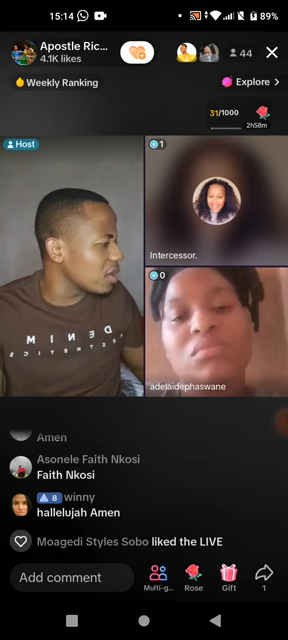 15:14
89%
Apostle Ric...
4.1K likes
44
Weekly Ranking
Explore >
31/1000
2h58m
Host
1
Intercessor.
DENIM
0
adelaidephaswane
Amen
Asonele Faith Nkosi
Faith Nkosi
8 winny
hallelujah Amen
Moagedi Styles Sobo liked the LIVE
Add comment
Multi-g...
Rose
Gift
1